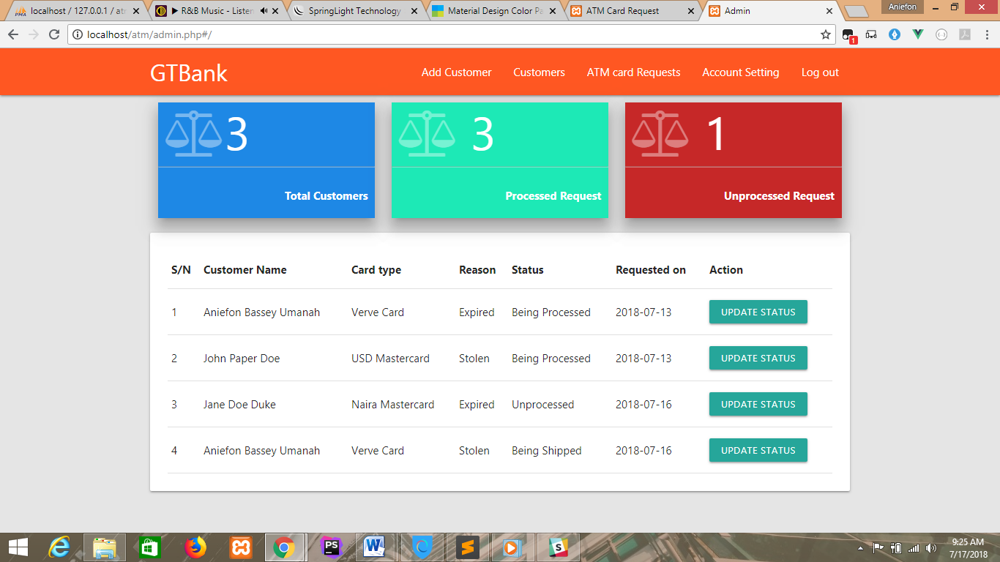 localhost / 127.0.0.1 / atm
R&B Music - Listen
SpringLight Technology
Material Design Color Pa
ATM Card Request
Admin
Aniefon
localhost/atm/admin.php#/
1
GTBank
Add Customer
Customers
ATM card Requests
Account Setting
Log out
3
Total Customers
3
Processed Request
1
Unprocessed Request
S/N Customer Name Card type Reason Status Requested on Action
1 Aniefon Bassey Umanah Verve Card Expired Being Processed 2018-07-13 UPDATE STATUS
2 John Paper Doe USD Mastercard Stolen Being Processed 2018-07-13 UPDATE STATUS
3 Jane Doe Duke Naira Mastercard Expired Unprocessed 2018-07-16 UPDATE STATUS
4 Aniefon Bassey Umanah Verve Card Stolen Being Shipped 2018-07-16 UPDATE STATUS
PS
W
S
9:25 AM
7/17/2018